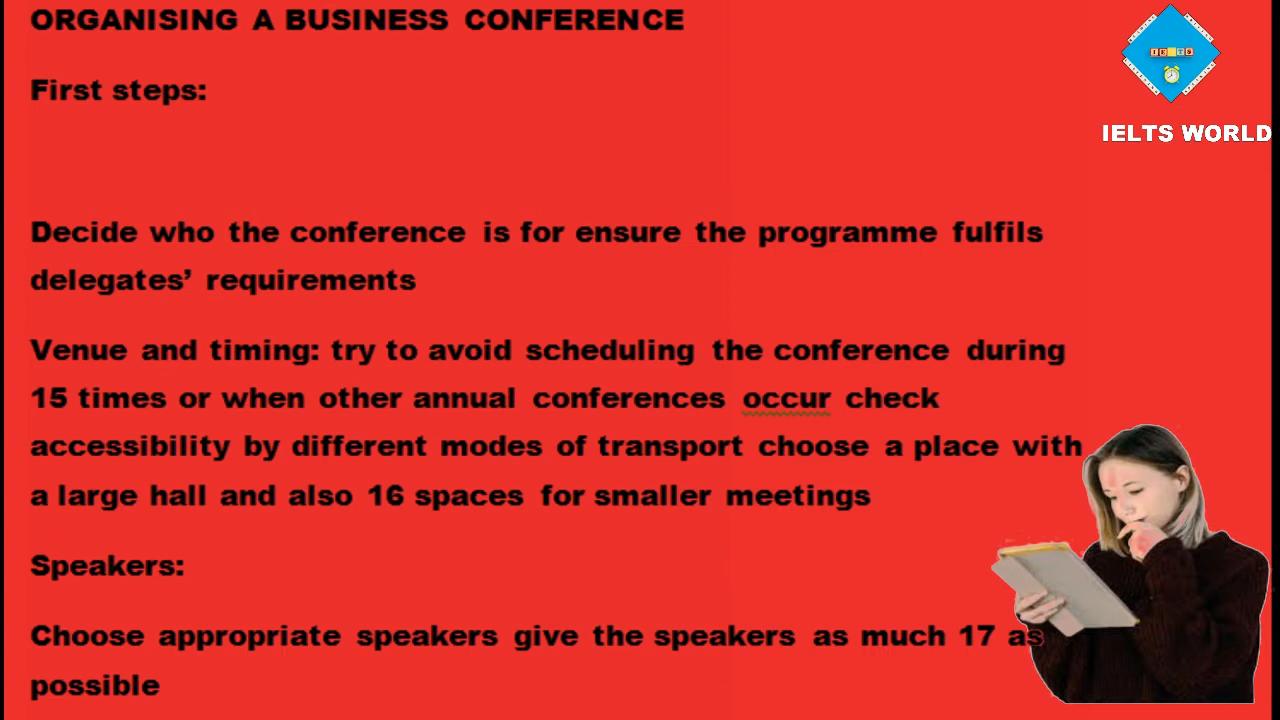 ORGANISING A BUSINESS CONFERENCE
IELTS
IELTS WORLD
First steps:
Decide who the conference is for ensure the programme fulfils
delegates’ requirements
Venue and timing: try to avoid scheduling the conference during
15 times or when other annual conferences occur check
accessibility by different modes of transport choose a place with
a large hall and also 16 spaces for smaller meetings
Speakers:
Choose appropriate speakers give the speakers as much 17 as
possible